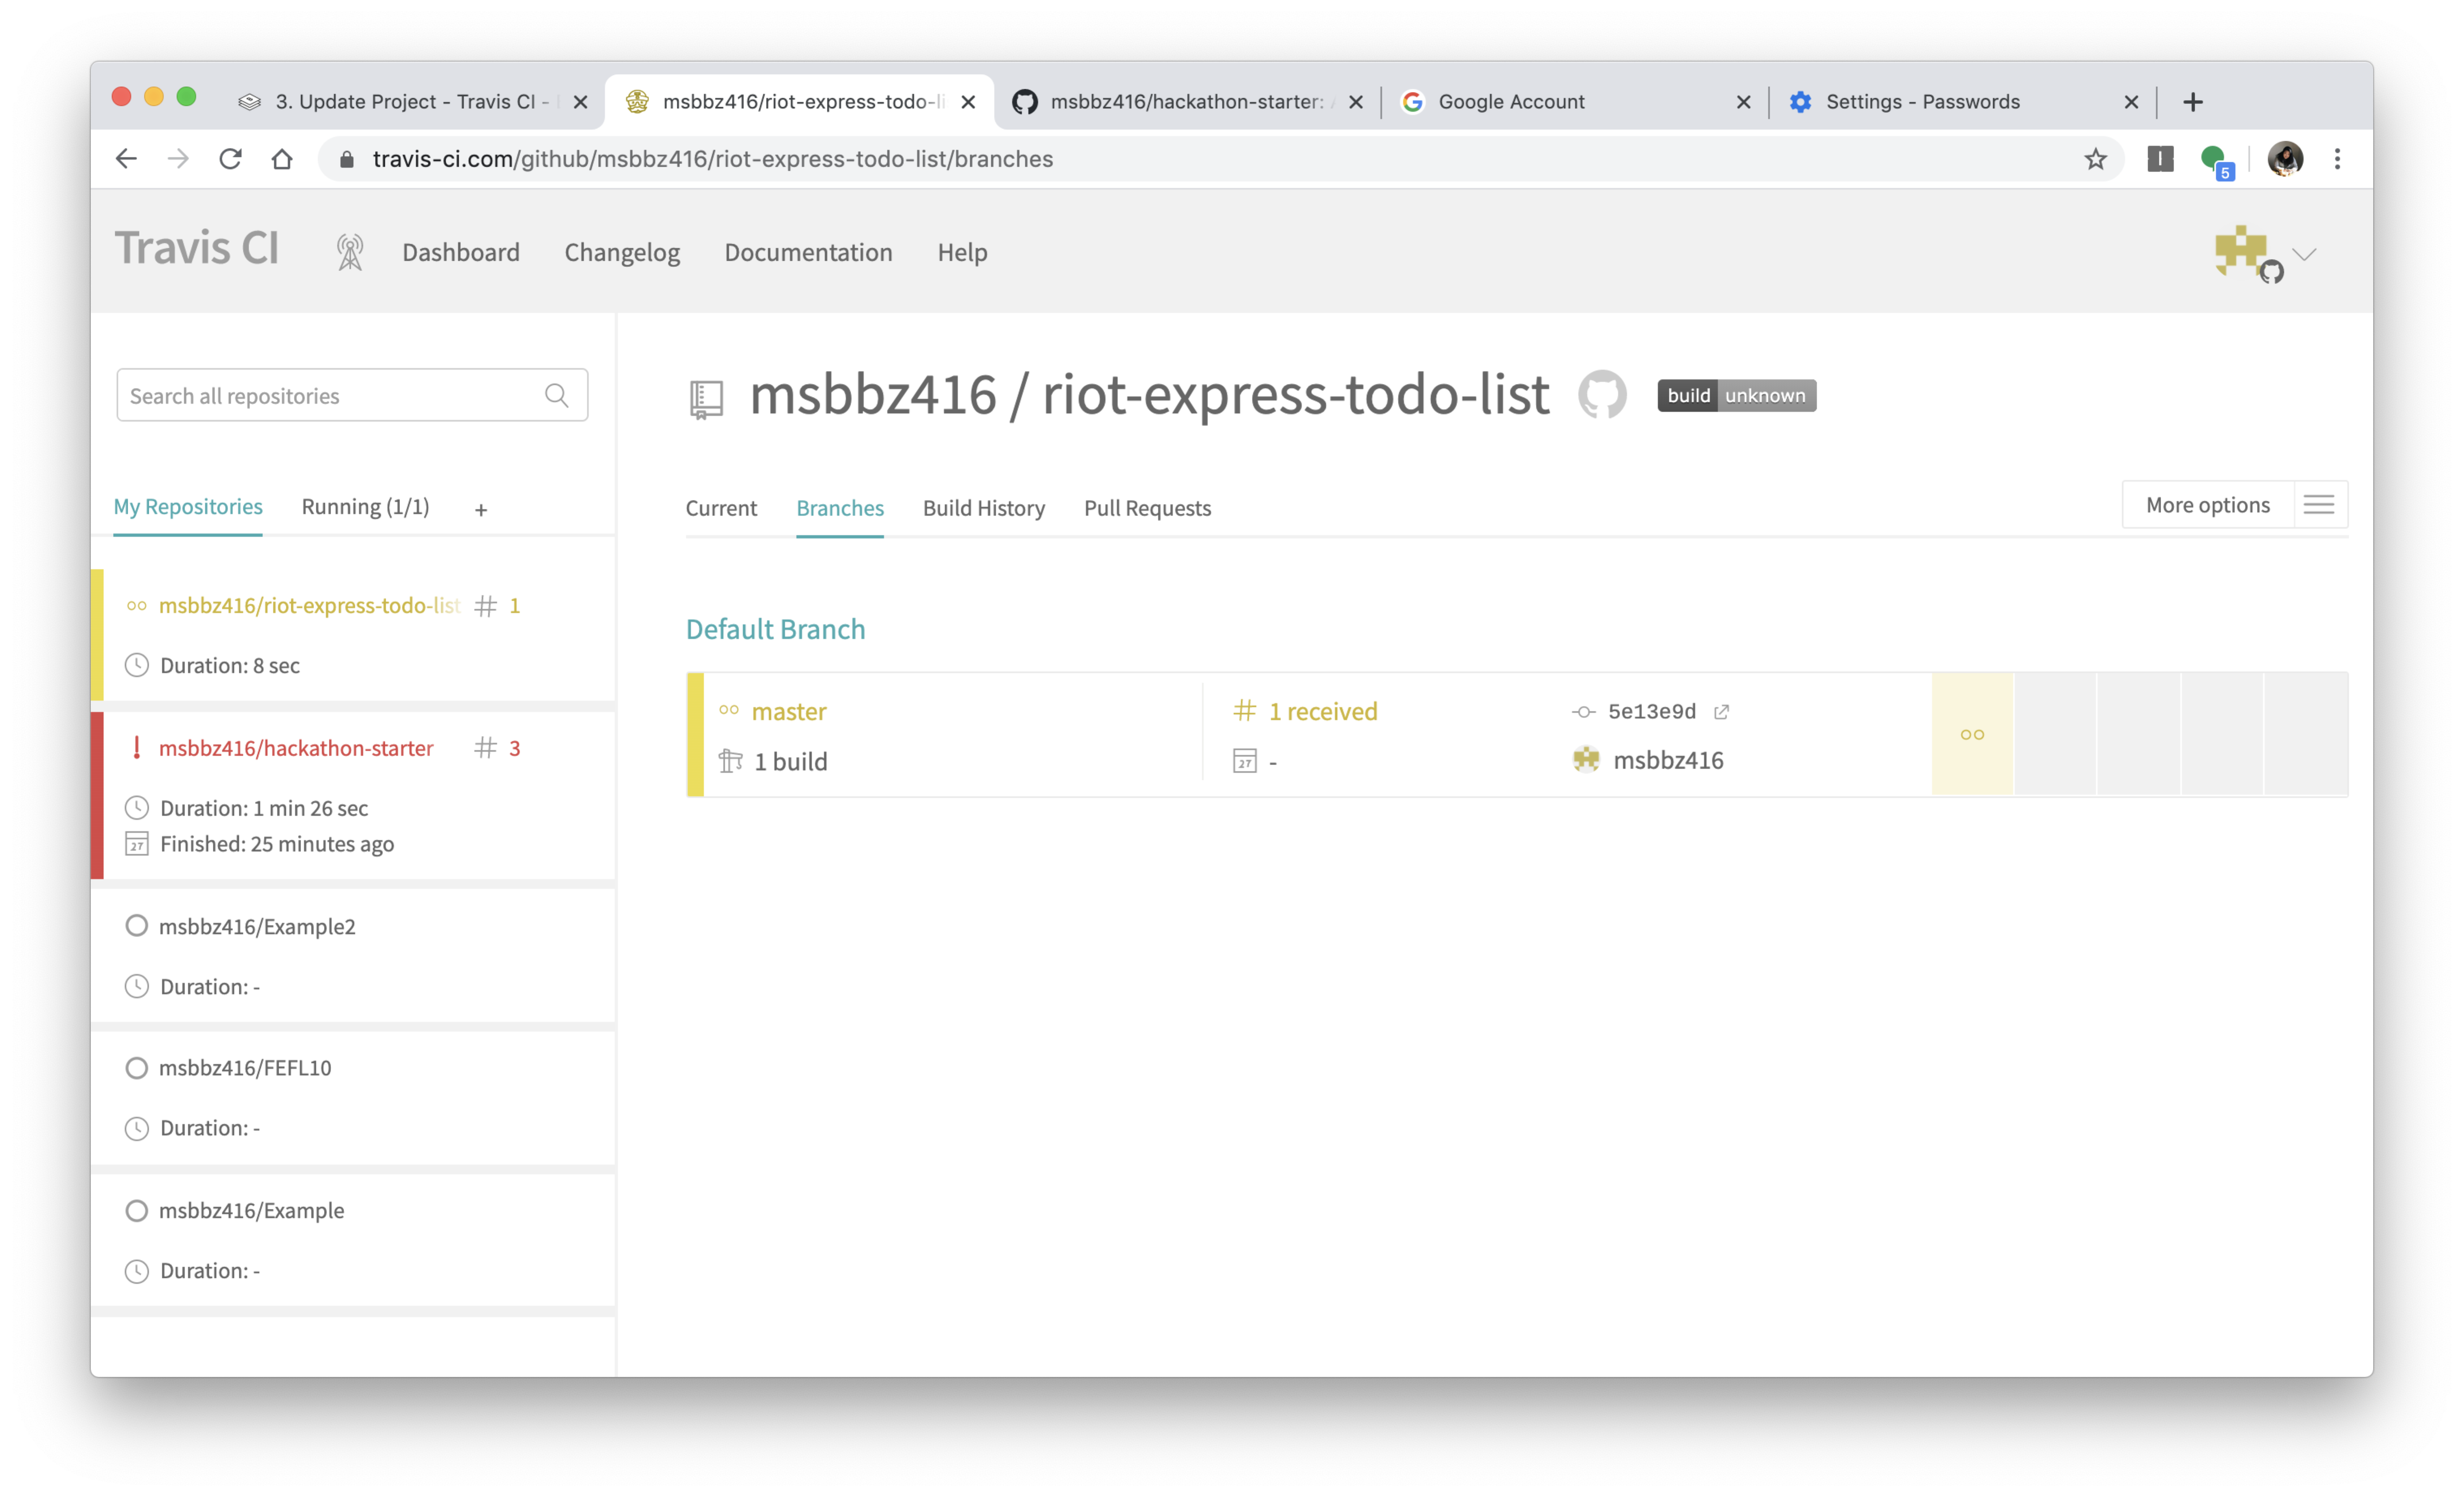 3. Update Project - Travis CI -
msbbz416/riot-express-todo-li
msbbz416/hackathon-starter:
Google Account
Settings - Passwords
travis-ci.com/github/msbbz416/riot-express-todo-list/branches
5
Travis CI
Dashboard
Changelog
Documentation
Help
Search all repositories
My Repositories
Running (1/1)
+
msbbz416/riot-express-todo-list # 1
Duration: 8 sec
! msbbz416/hackathon-starter # 3
Duration: 1 min 26 sec
27 Finished: 25 minutes ago
msbbz416/Example2
Duration: -
msbbz416/FEFL10
Duration: -
msbbz416/Example
Duration: -
msbbz416 / riot-express-todo-list
build unknown
Current
Branches
Build History
Pull Requests
More options
Default Branch
master
# 1 received
5e13e9d
1 build
27 -
msbbz416